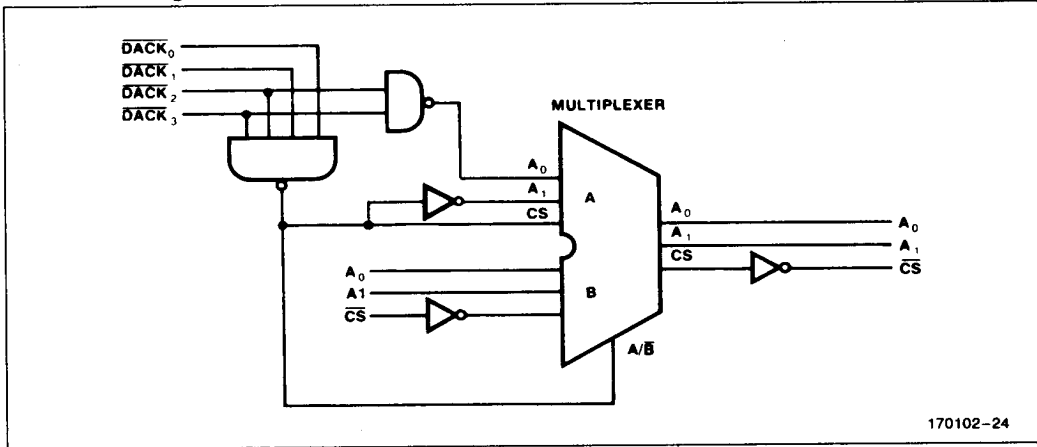 DACK₀
DACK₁
DACK₂
DACK₃
MULTIPLEXER
A₀
A₁
CS
A
A₀
A₁
CS
A₀
A₁
CS
A₀
A1
CS
B
A/B
170102-24